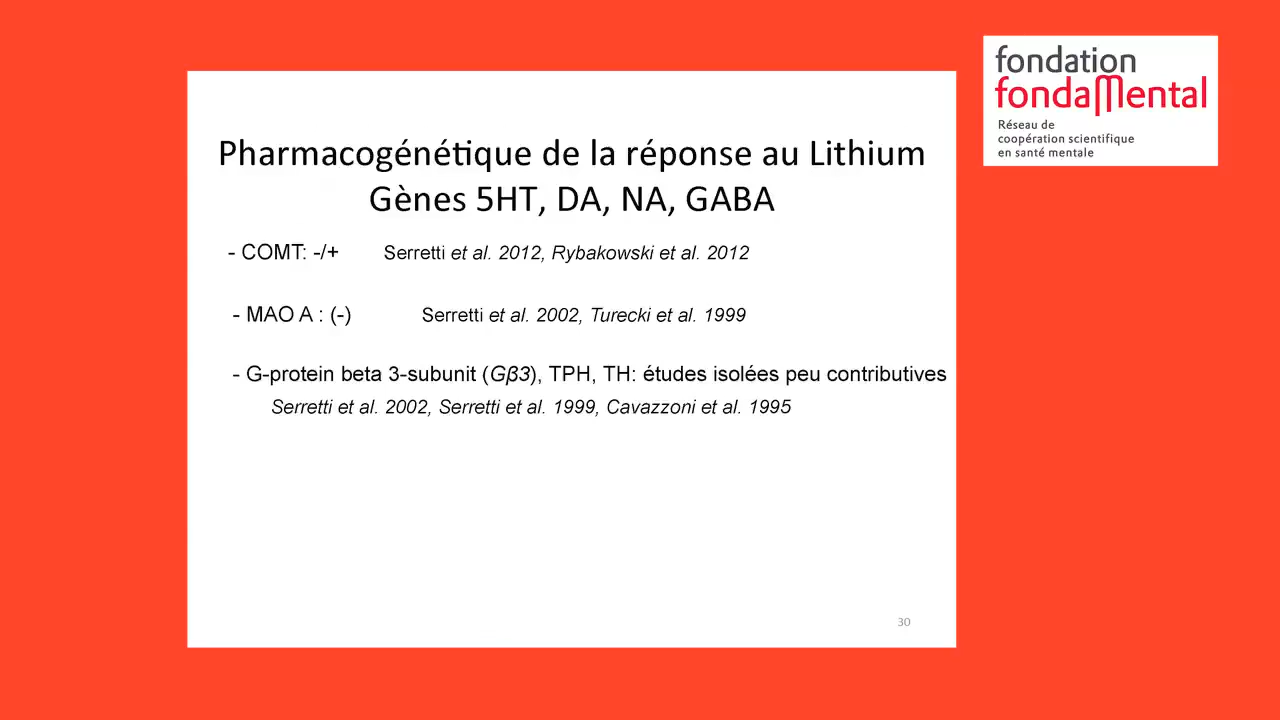 fondation
fondaMental
Réseau de
coopération scientifique
en santé mentale
Pharmacogénétique de la réponse au Lithium
Gènes 5HT, DA, NA, GABA
- COMT: -/+ Serretti et al. 2012, Rybakowski et al. 2012
- MAO A : (-) Serretti et al. 2002, Turecki et al. 1999
- G-protein beta 3-subunit (Gβ3), TPH, TH: études isolées peu contributives
Serretti et al. 2002, Serretti et al. 1999, Cavazzoni et al. 1995
30